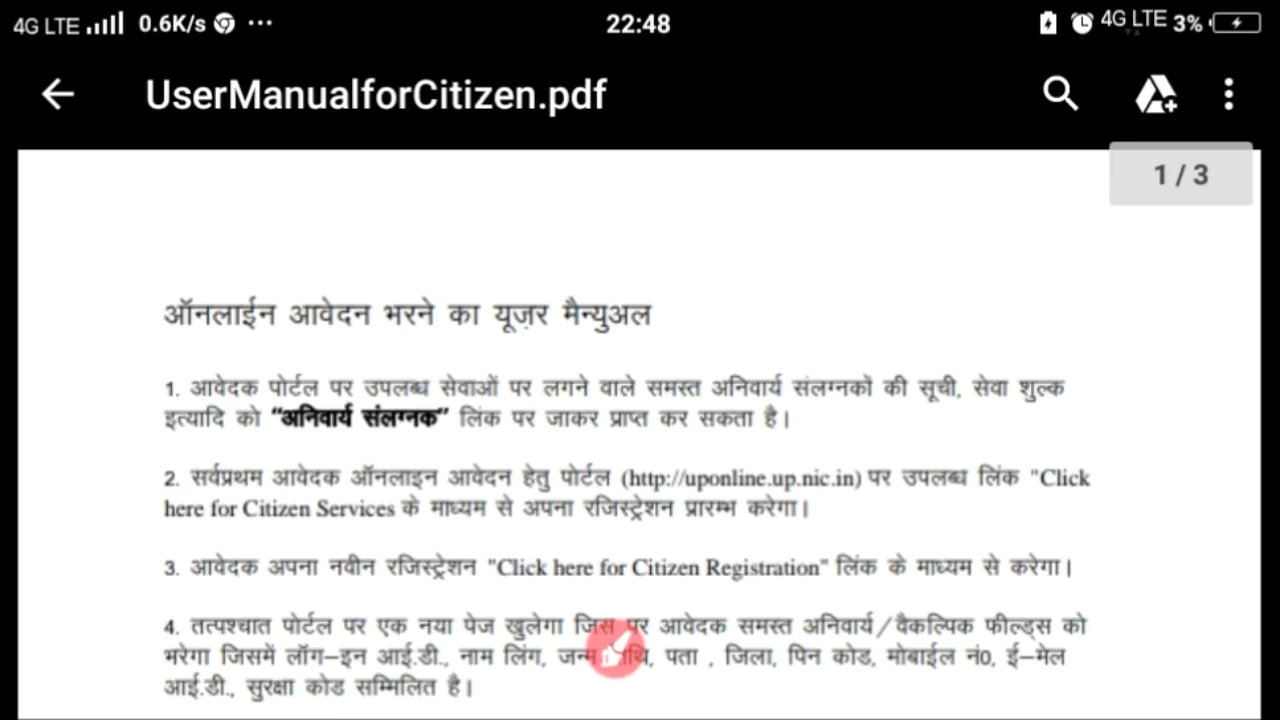 4G LTE 0.6K/s ... 22:48 4G LTE 3%
UserManualforCitizen.pdf
1 / 3
ऑनलाईन आवेदन भरने का यूज़र मैन्युअल
1. आवेदक पोर्टल पर उपलब्ध सेवाओं पर लगने वाले समस्त अनिवार्य संलग्नकों की सूची, सेवा शुल्क
इत्यादि को “अनिवार्य संलग्नक” लिंक पर जाकर प्राप्त कर सकता है।
2. सर्वप्रथम आवेदक ऑनलाइन आवेदन हेतु पोर्टल (http://uponline.up.nic.in) पर उपलब्ध लिंक "Click
here for Citizen Services के माध्यम से अपना रजिस्ट्रेशन प्रारम्भ करेगा।
3. आवेदक अपना नवीन रजिस्ट्रेशन "Click here for Citizen Registration" लिंक के माध्यम से करेगा।
4. तत्पश्चात पोर्टल पर एक नया पेज खुलेगा जिस पर आवेदक समस्त अनिवार्य/वैकल्पिक फील्ड्स को
भरेगा जिसमें लॉग–इन आई.डी., नाम लिंग, जन्म पता , जिला, पिन कोड, मोबाईल नं0, ई–मेल
आई.डी., सुरक्षा कोड सम्मिलित है।